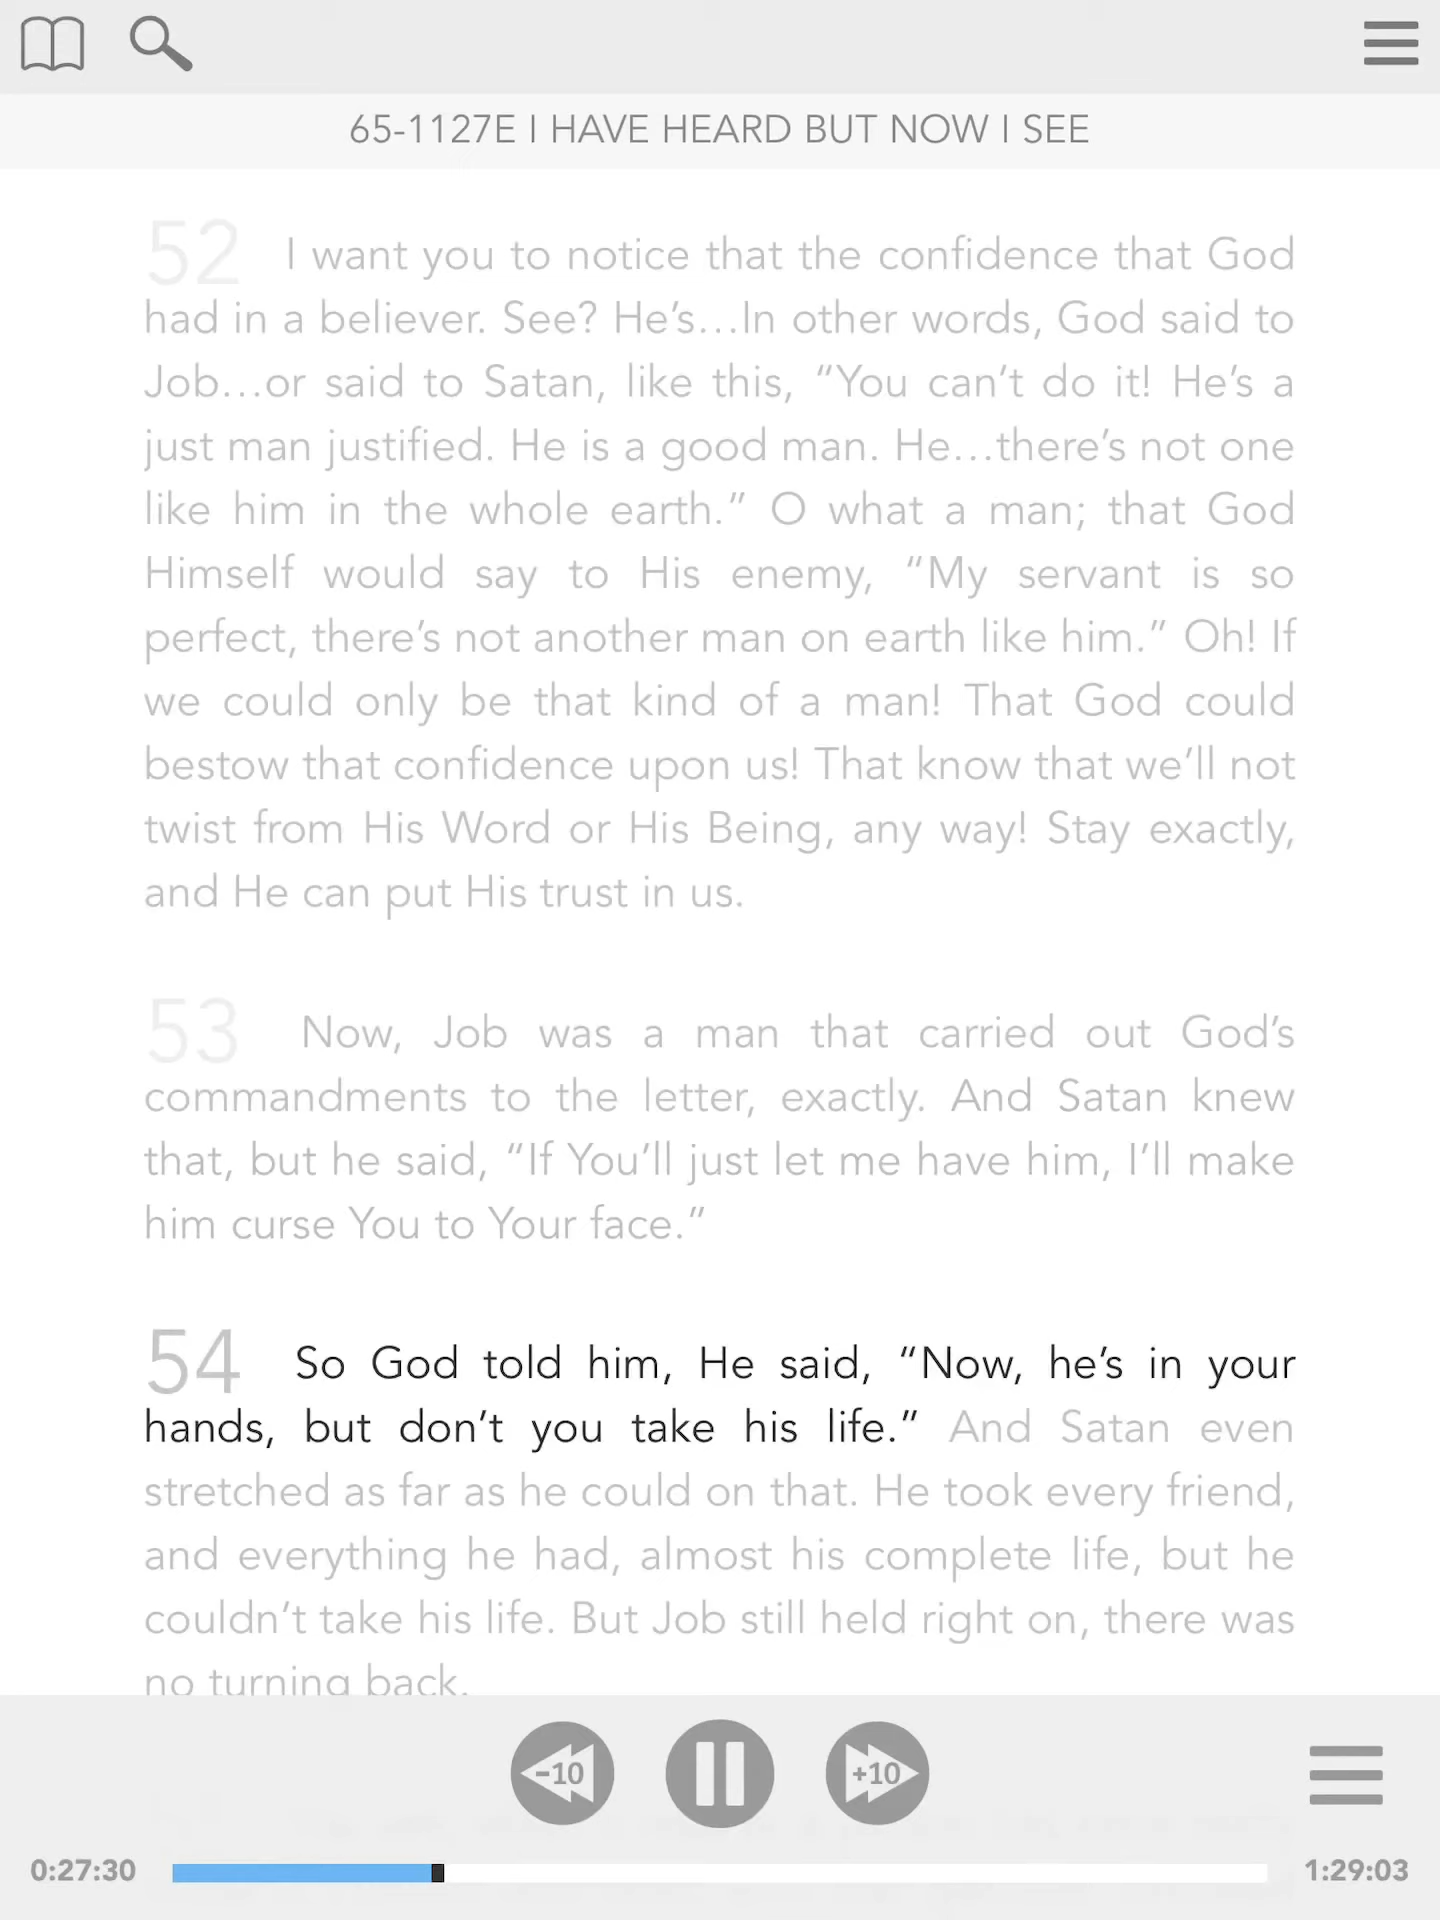 65-1127E I HAVE HEARD BUT NOW I SEE
52 I want you to notice that the confidence that God
had in a believer. See? He’s…In other words, God said to
Job…or said to Satan, like this, “You can’t do it! He’s a
just man justified. He is a good man. He…there’s not one
like him in the whole earth.” O what a man; that God
Himself would say to His enemy, “My servant is so
perfect, there’s not another man on earth like him.” Oh! If
we could only be that kind of a man! That God could
bestow that confidence upon us! That know that we’ll not
twist from His Word or His Being, any way! Stay exactly,
and He can put His trust in us.
53 Now, Job was a man that carried out God’s
commandments to the letter, exactly. And Satan knew
that, but he said, “If You’ll just let me have him, I’ll make
him curse You to Your face.”
54 So God told him, He said, “Now, he’s in your
hands, but don’t you take his life.” And Satan even
stretched as far as he could on that. He took every friend,
and everything he had, almost his complete life, but he
couldn’t take his life. But Job still held right on, there was
no turning back.
-10 +10
0:27:30 1:29:03